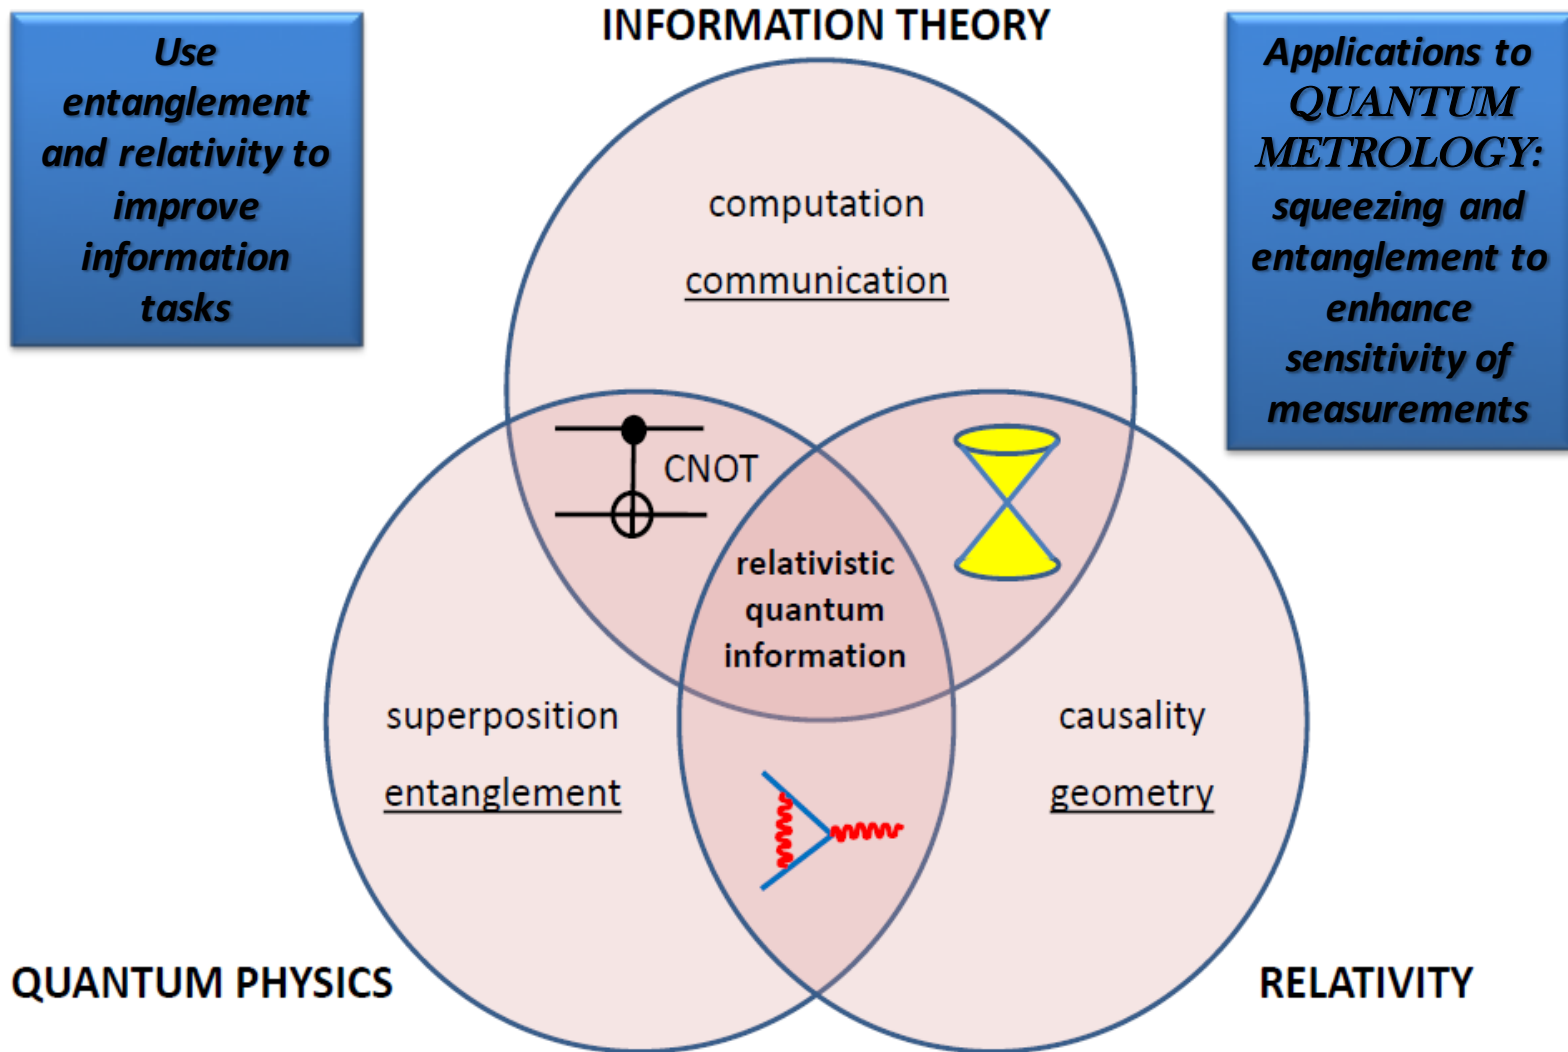 INFORMATION THEORY
Use
entanglement
and relativity to
improve
information
tasks
Applications to
QUANTUM
METROLOGY:
squeezing and
entanglement to
enhance
sensitivity of
measurements
computation
communication
CNOT
relativistic
quantum
information
superposition
entanglement
causality
geometry
QUANTUM PHYSICS
RELATIVITY